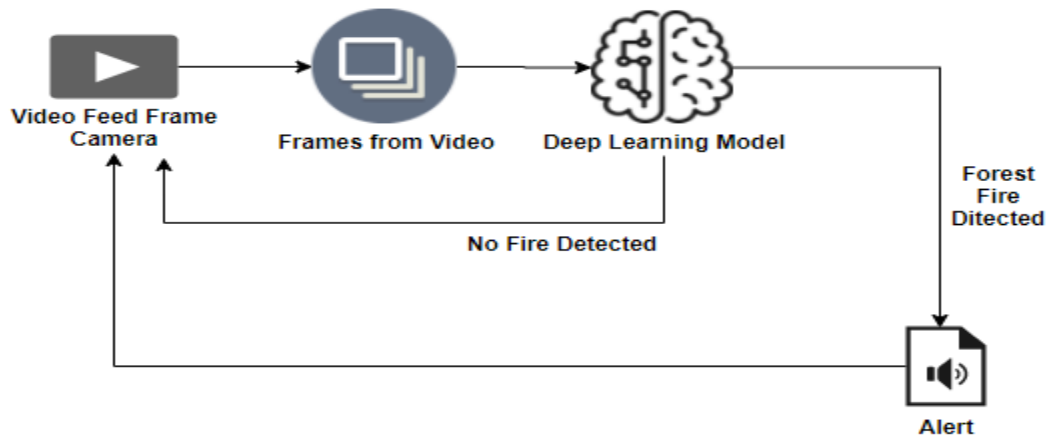 Video Feed Frame
Camera
Frames from Video
Deep Learning Model
Forest
Fire
Ditected
No Fire Detected
Alert